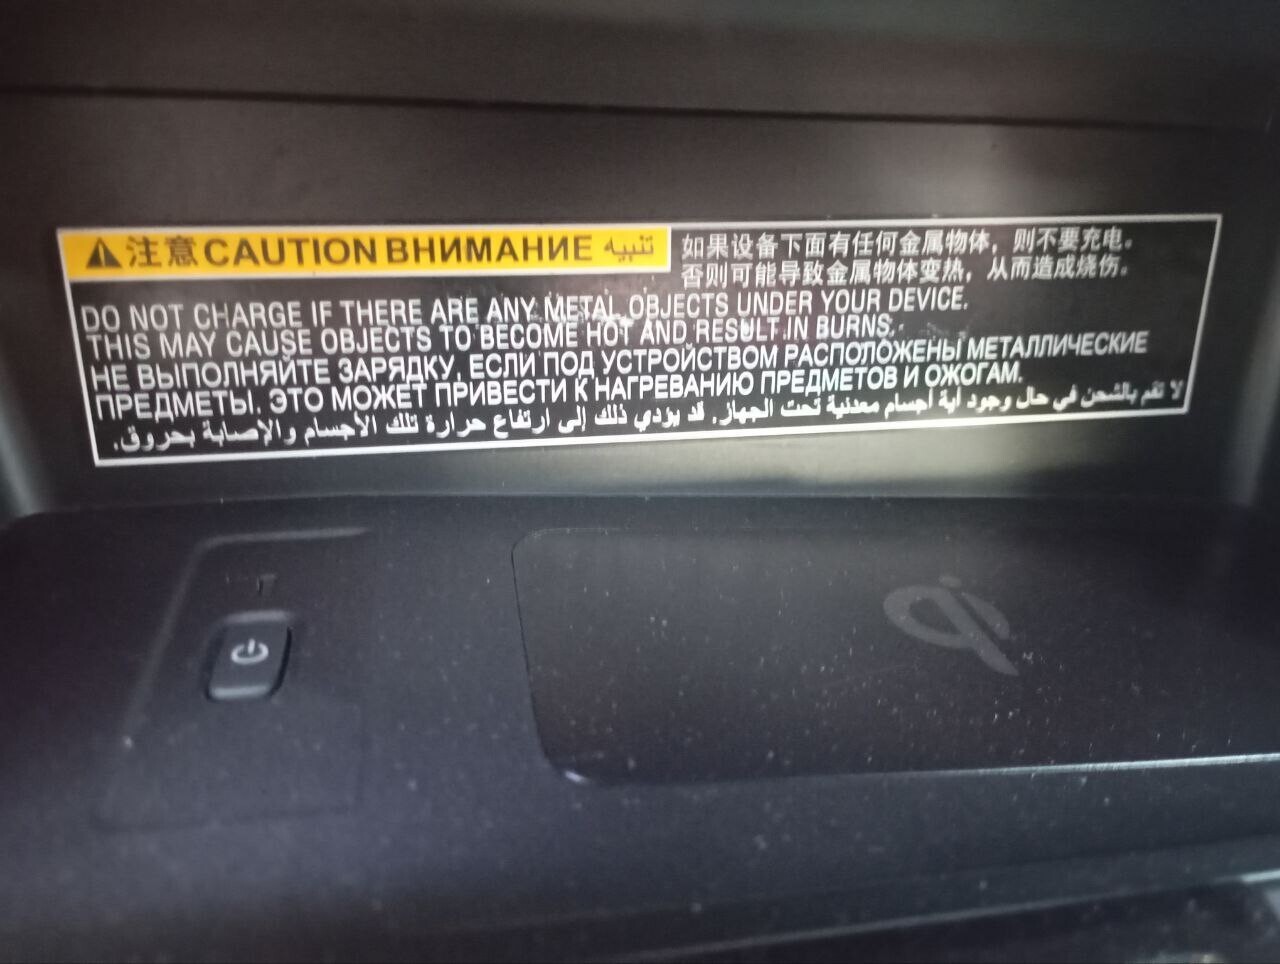 注意 CAUTION ВНИМАНИЕ تنبيه
如果设备下面有任何金属物体，则不要充电。
否则可能导致金属物体变热，从而造成烧伤。
DO NOT CHARGE IF THERE ARE ANY METAL OBJECTS UNDER YOUR DEVICE.
THIS MAY CAUSE OBJECTS TO BECOME HOT AND RESULT IN BURNS.
НЕ ВЫПОЛНЯЙТЕ ЗАРЯДКУ, ЕСЛИ ПОД УСТРОЙСТВОМ РАСПОЛОЖЕНЫ МЕТАЛЛИЧЕСКИЕ
ПРЕДМЕТЫ. ЭТО МОЖЕТ ПРИВЕСТИ К НАГРЕВАНИЮ ПРЕДМЕТОВ И ОЖОГАМ.
لا تقم بالشحن في حال وجود أية أجسام معدنية تحت الجهاز. قد يؤدي ذلك إلى ارتفاع حرارة تلك الأجسام والإصابة بحروق.
qi